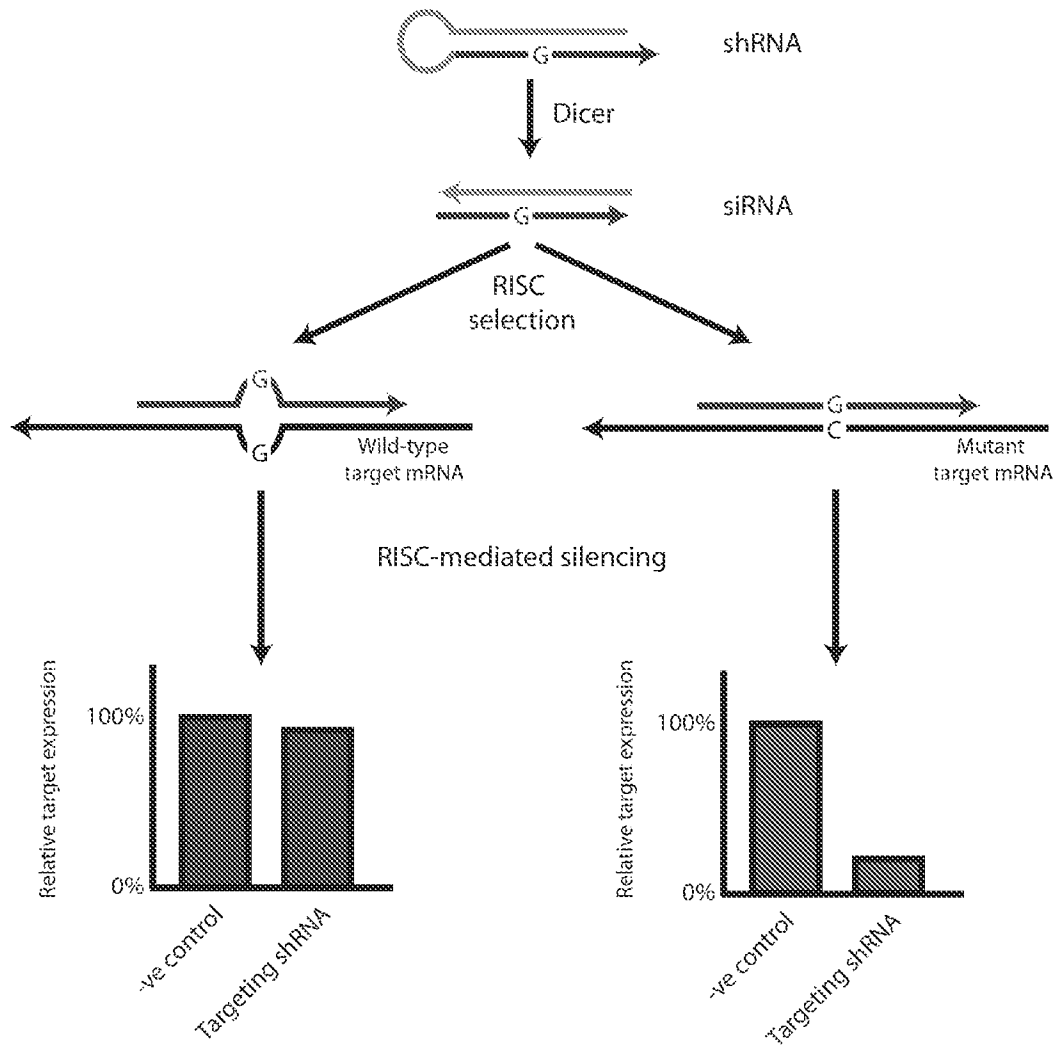 shRNA
G
Dicer
siRNA
G
RISC
selection
G
G
Wild-type
target mRNA
G
C
Mutant
target mRNA
RISC-mediated silencing
Relative target expression
100%
0%
-ve control
Targeting shRNA
Relative target expression
100%
0%
-ve control
Targeting shRNA